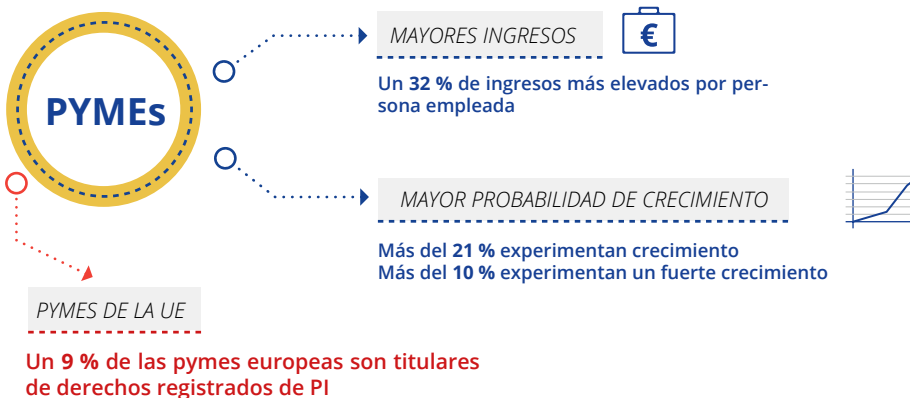 PYMEs
MAYORES INGRESOS
€
Un 32 % de ingresos más elevados por per-
sona empleada
MAYOR PROBABILIDAD DE CRECIMIENTO
Más del 21 % experimentan crecimiento
Más del 10 % experimentan un fuerte crecimiento
PYMES DE LA UE
Un 9 % de las pymes europeas son titulares
de derechos registrados de PI